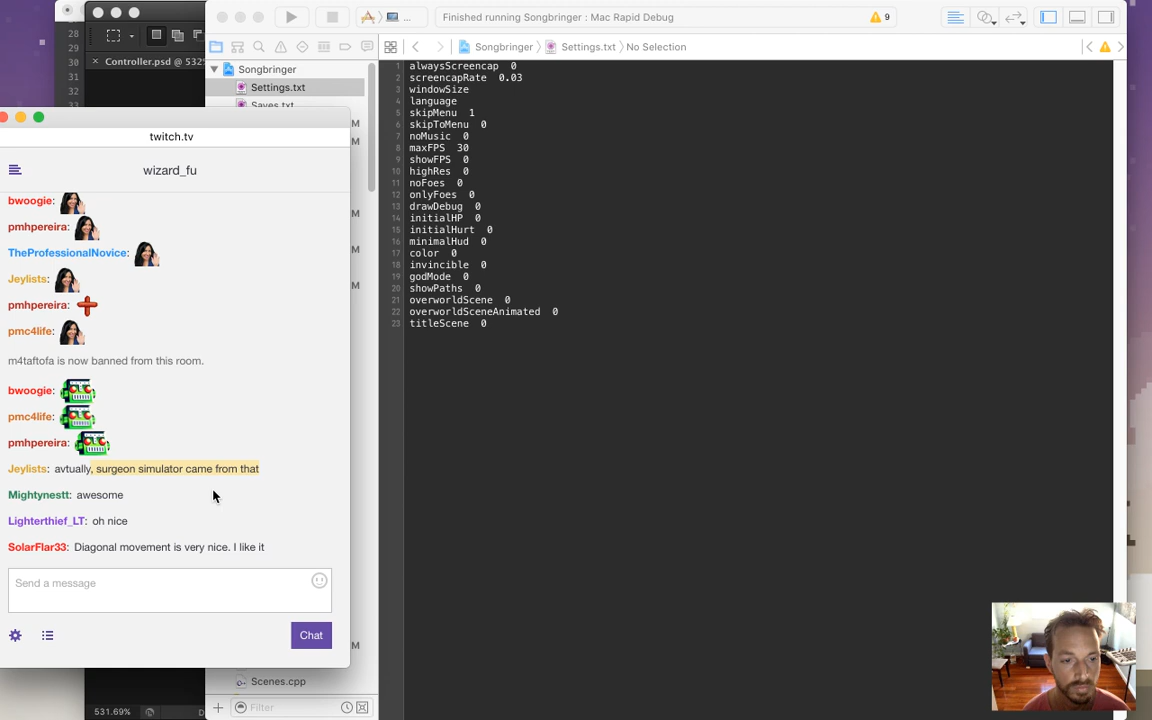 Finished running Songbringer : Mac Rapid Debug
9
28
29
30
31
32
33
× Controller.psd @ 532
Songbringer
Settings.txt
Saves.txt
M
M
M
M
M
M
Scenes.cpp
Filter
531.69%
Songbringer
Settings.txt
No Selection
1 alwaysScreencap 0
2 screencapRate 0.03
3 windowSize
4 language
5 skipMenu 1
6 skipToMenu 0
7 noMusic 0
8 maxFPS 30
9 showFPS 0
10 highRes 0
11 noFoes 0
12 onlyFoes 0
13 drawDebug 0
14 initialHP 0
15 initialHurt 0
16 minimalHud 0
17 color 0
18 invincible 0
19 godMode 0
20 showPaths 0
21 overworldScene 0
22 overworldSceneAnimated 0
23 titleScene 0
twitch.tv
wizard_fu
bwoogie:
pmhpereira:
TheProfessionalNovice:
Jeylists:
pmhpereira:
pmc4life:
m4taftofa is now banned from this room.
bwoogie:
pmc4life:
pmhpereira:
Jeylists: avtually, surgeon simulator came from that
Mightynestt: awesome
Lighterthief_LT: oh nice
SolarFlar33: Diagonal movement is very nice. I like it
Send a message
Chat